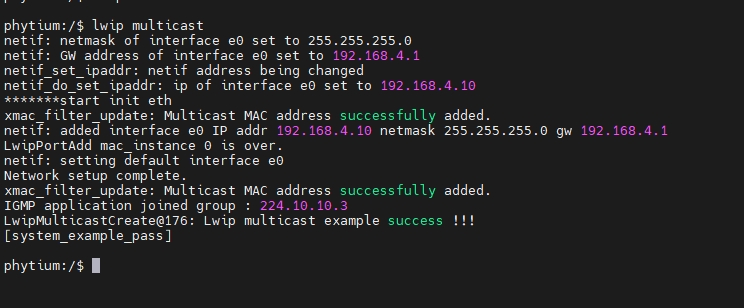 phytium:/$ lwip multicast
netif: netmask of interface e0 set to 255.255.255.0
netif: GW address of interface e0 set to 192.168.4.1
netif_set_ipaddr: netif address being changed
netif_do_set_ipaddr: ip of interface e0 set to 192.168.4.10
*******start init eth
xmac_filter_update: Multicast MAC address successfully added.
netif: added interface e0 IP addr 192.168.4.10 netmask 255.255.255.0 gw 192.168.4.1
LwipPortAdd mac_instance 0 is over.
netif: setting default interface e0
Network setup complete.
xmac_filter_update: Multicast MAC address successfully added.
IGMP application joined group : 224.10.10.3
LwipMulticastCreate@176: Lwip multicast example success !!!
[system_example_pass]
phytium:/$